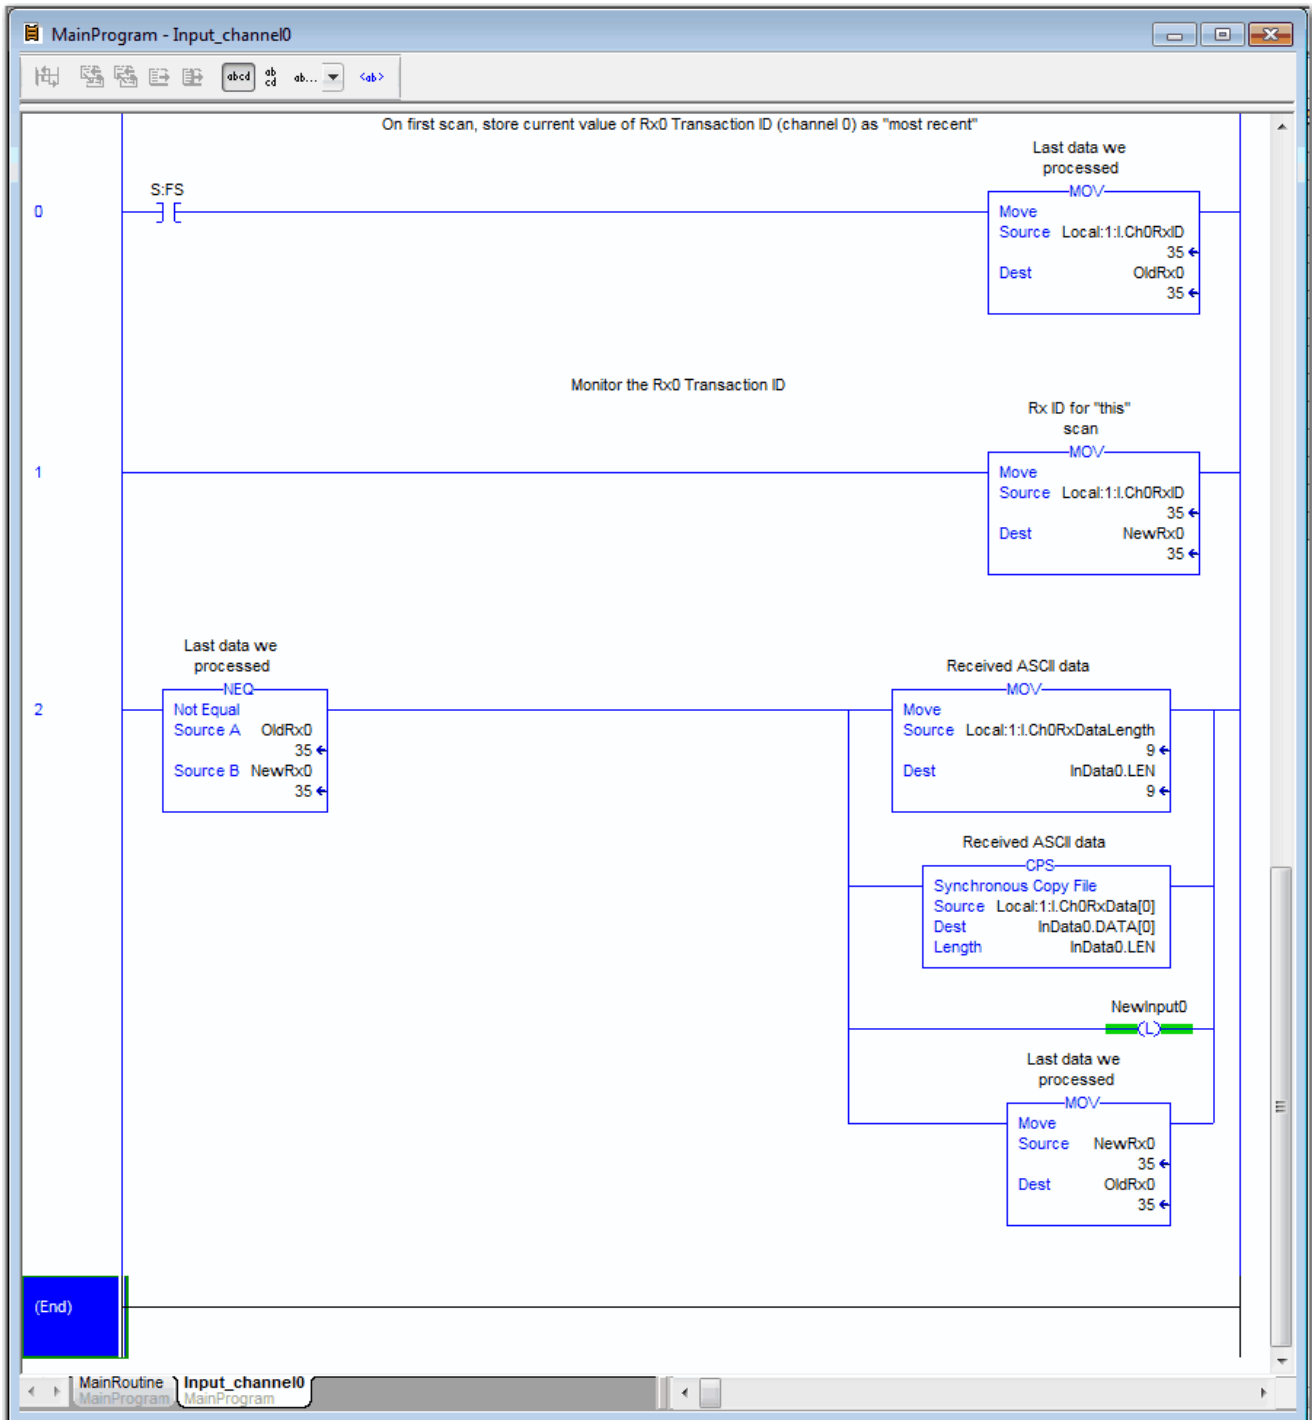 MainProgram - Input_channel0
abcd
ab
cd
ab...
<ab>
On first scan, store current value of Rx0 Transaction ID (channel 0) as "most recent"
Last data we
processed
S:FS
MOV
0
Move
Source Local:1:I.Ch0RxID
35
Dest OldRx0
35
Monitor the Rx0 Transaction ID
Rx ID for "this"
scan
MOV
1
Move
Source Local:1:I.Ch0RxID
35
Dest NewRx0
35
Last data we
processed
NEQ
2
Not Equal
Source A OldRx0
35
Source B NewRx0
35
Received ASCII data
MOV
Move
Source Local:1:I.Ch0RxDataLength
9
Dest InData0.LEN
9
Received ASCII data
CPS
Synchronous Copy File
Source Local:1:I.Ch0RxData[0]
Dest InData0.DATA[0]
Length InData0.LEN
NewInput0
L
Last data we
processed
MOV
Move
Source NewRx0
35
Dest OldRx0
35
(End)
MainRoutine Input_channel0
MainProgram MainProgram